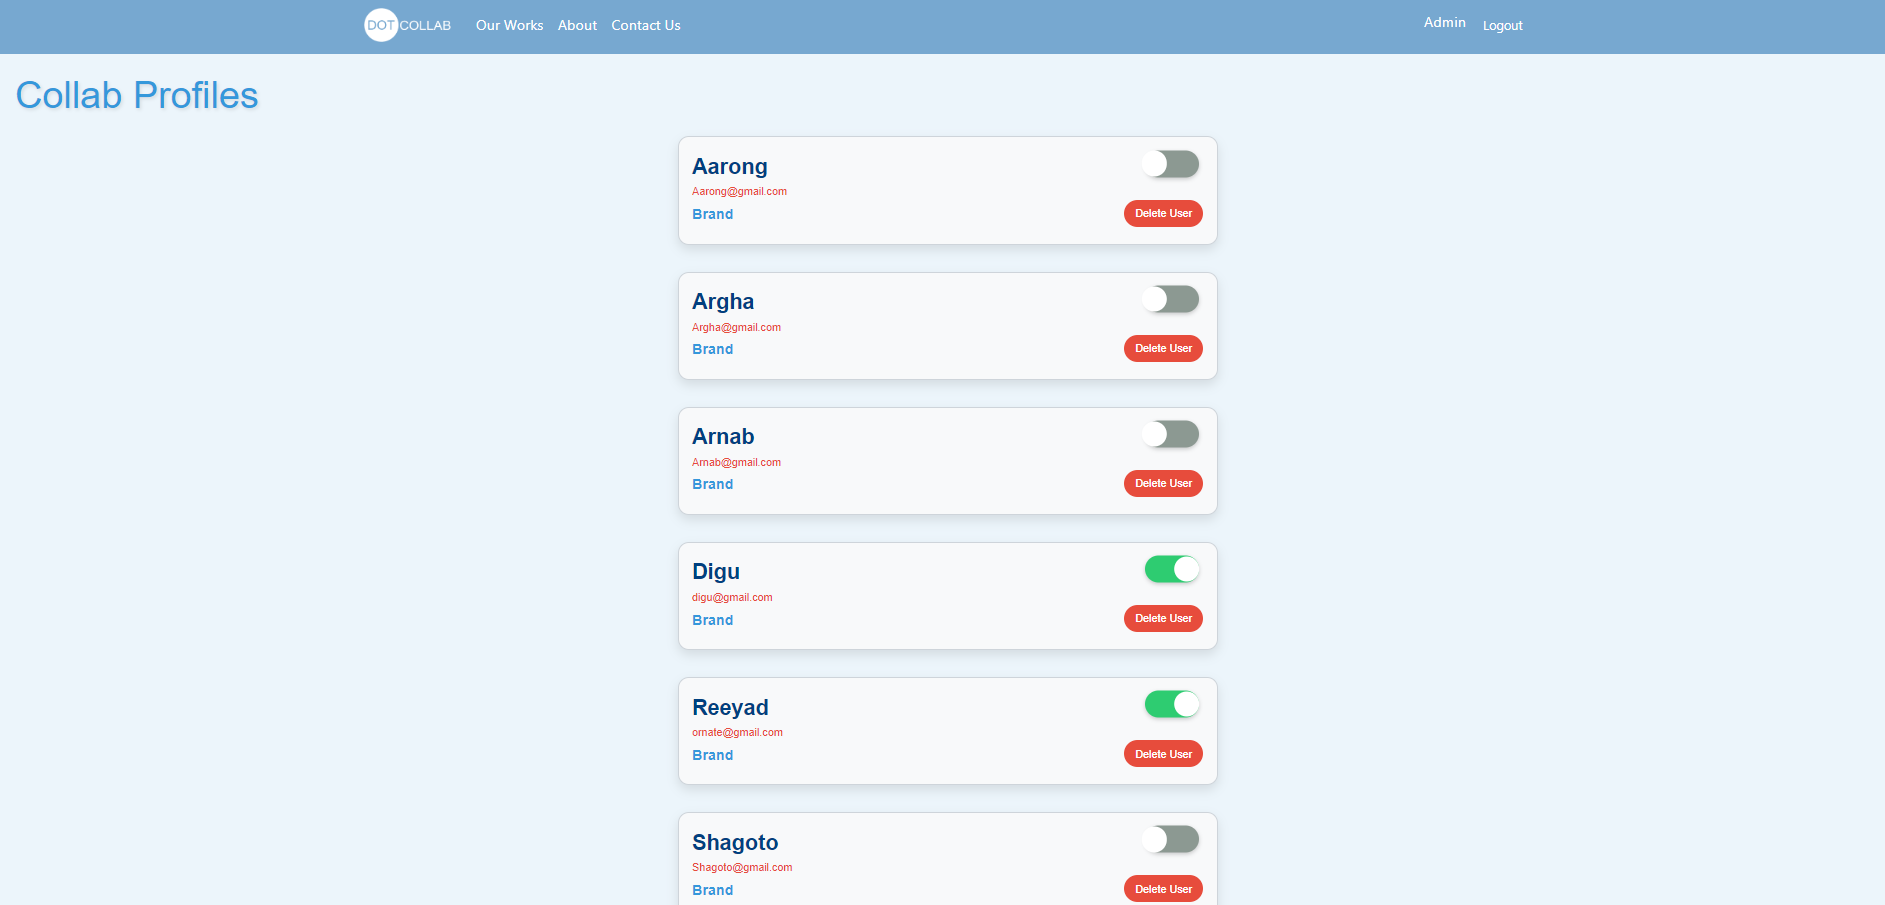 DOT COLLAB Our Works About Contact Us Admin Logout
Collab Profiles
Aarong
Aarong@gmail.com
Brand
Delete User
Argha
Argha@gmail.com
Brand
Delete User
Arnab
Arnab@gmail.com
Brand
Delete User
Digu
digu@gmail.com
Brand
Delete User
Reeyad
ornate@gmail.com
Brand
Delete User
Shagoto
Shagoto@gmail.com
Brand
Delete User